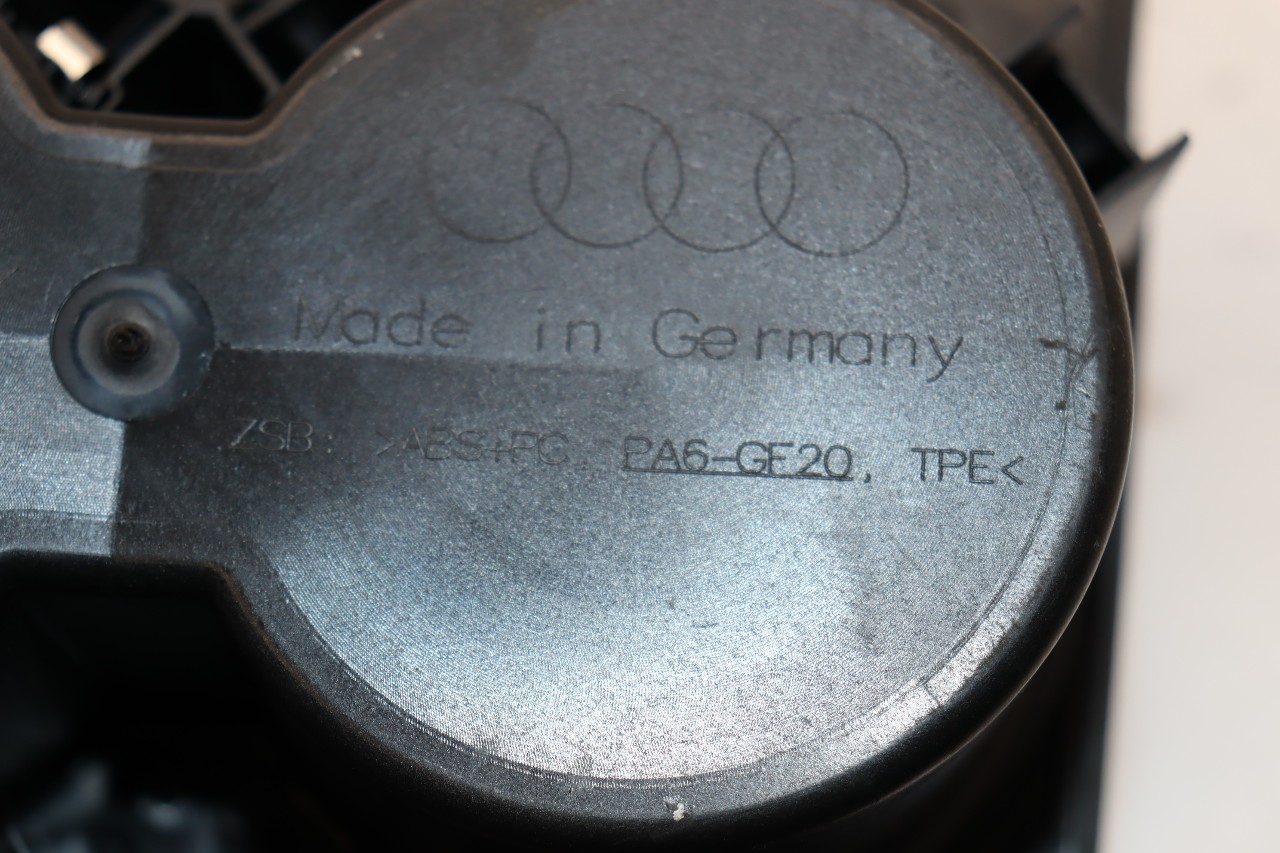 Made in Germany
ZSB: >ABS+PC, PA6-GF20, TPE<